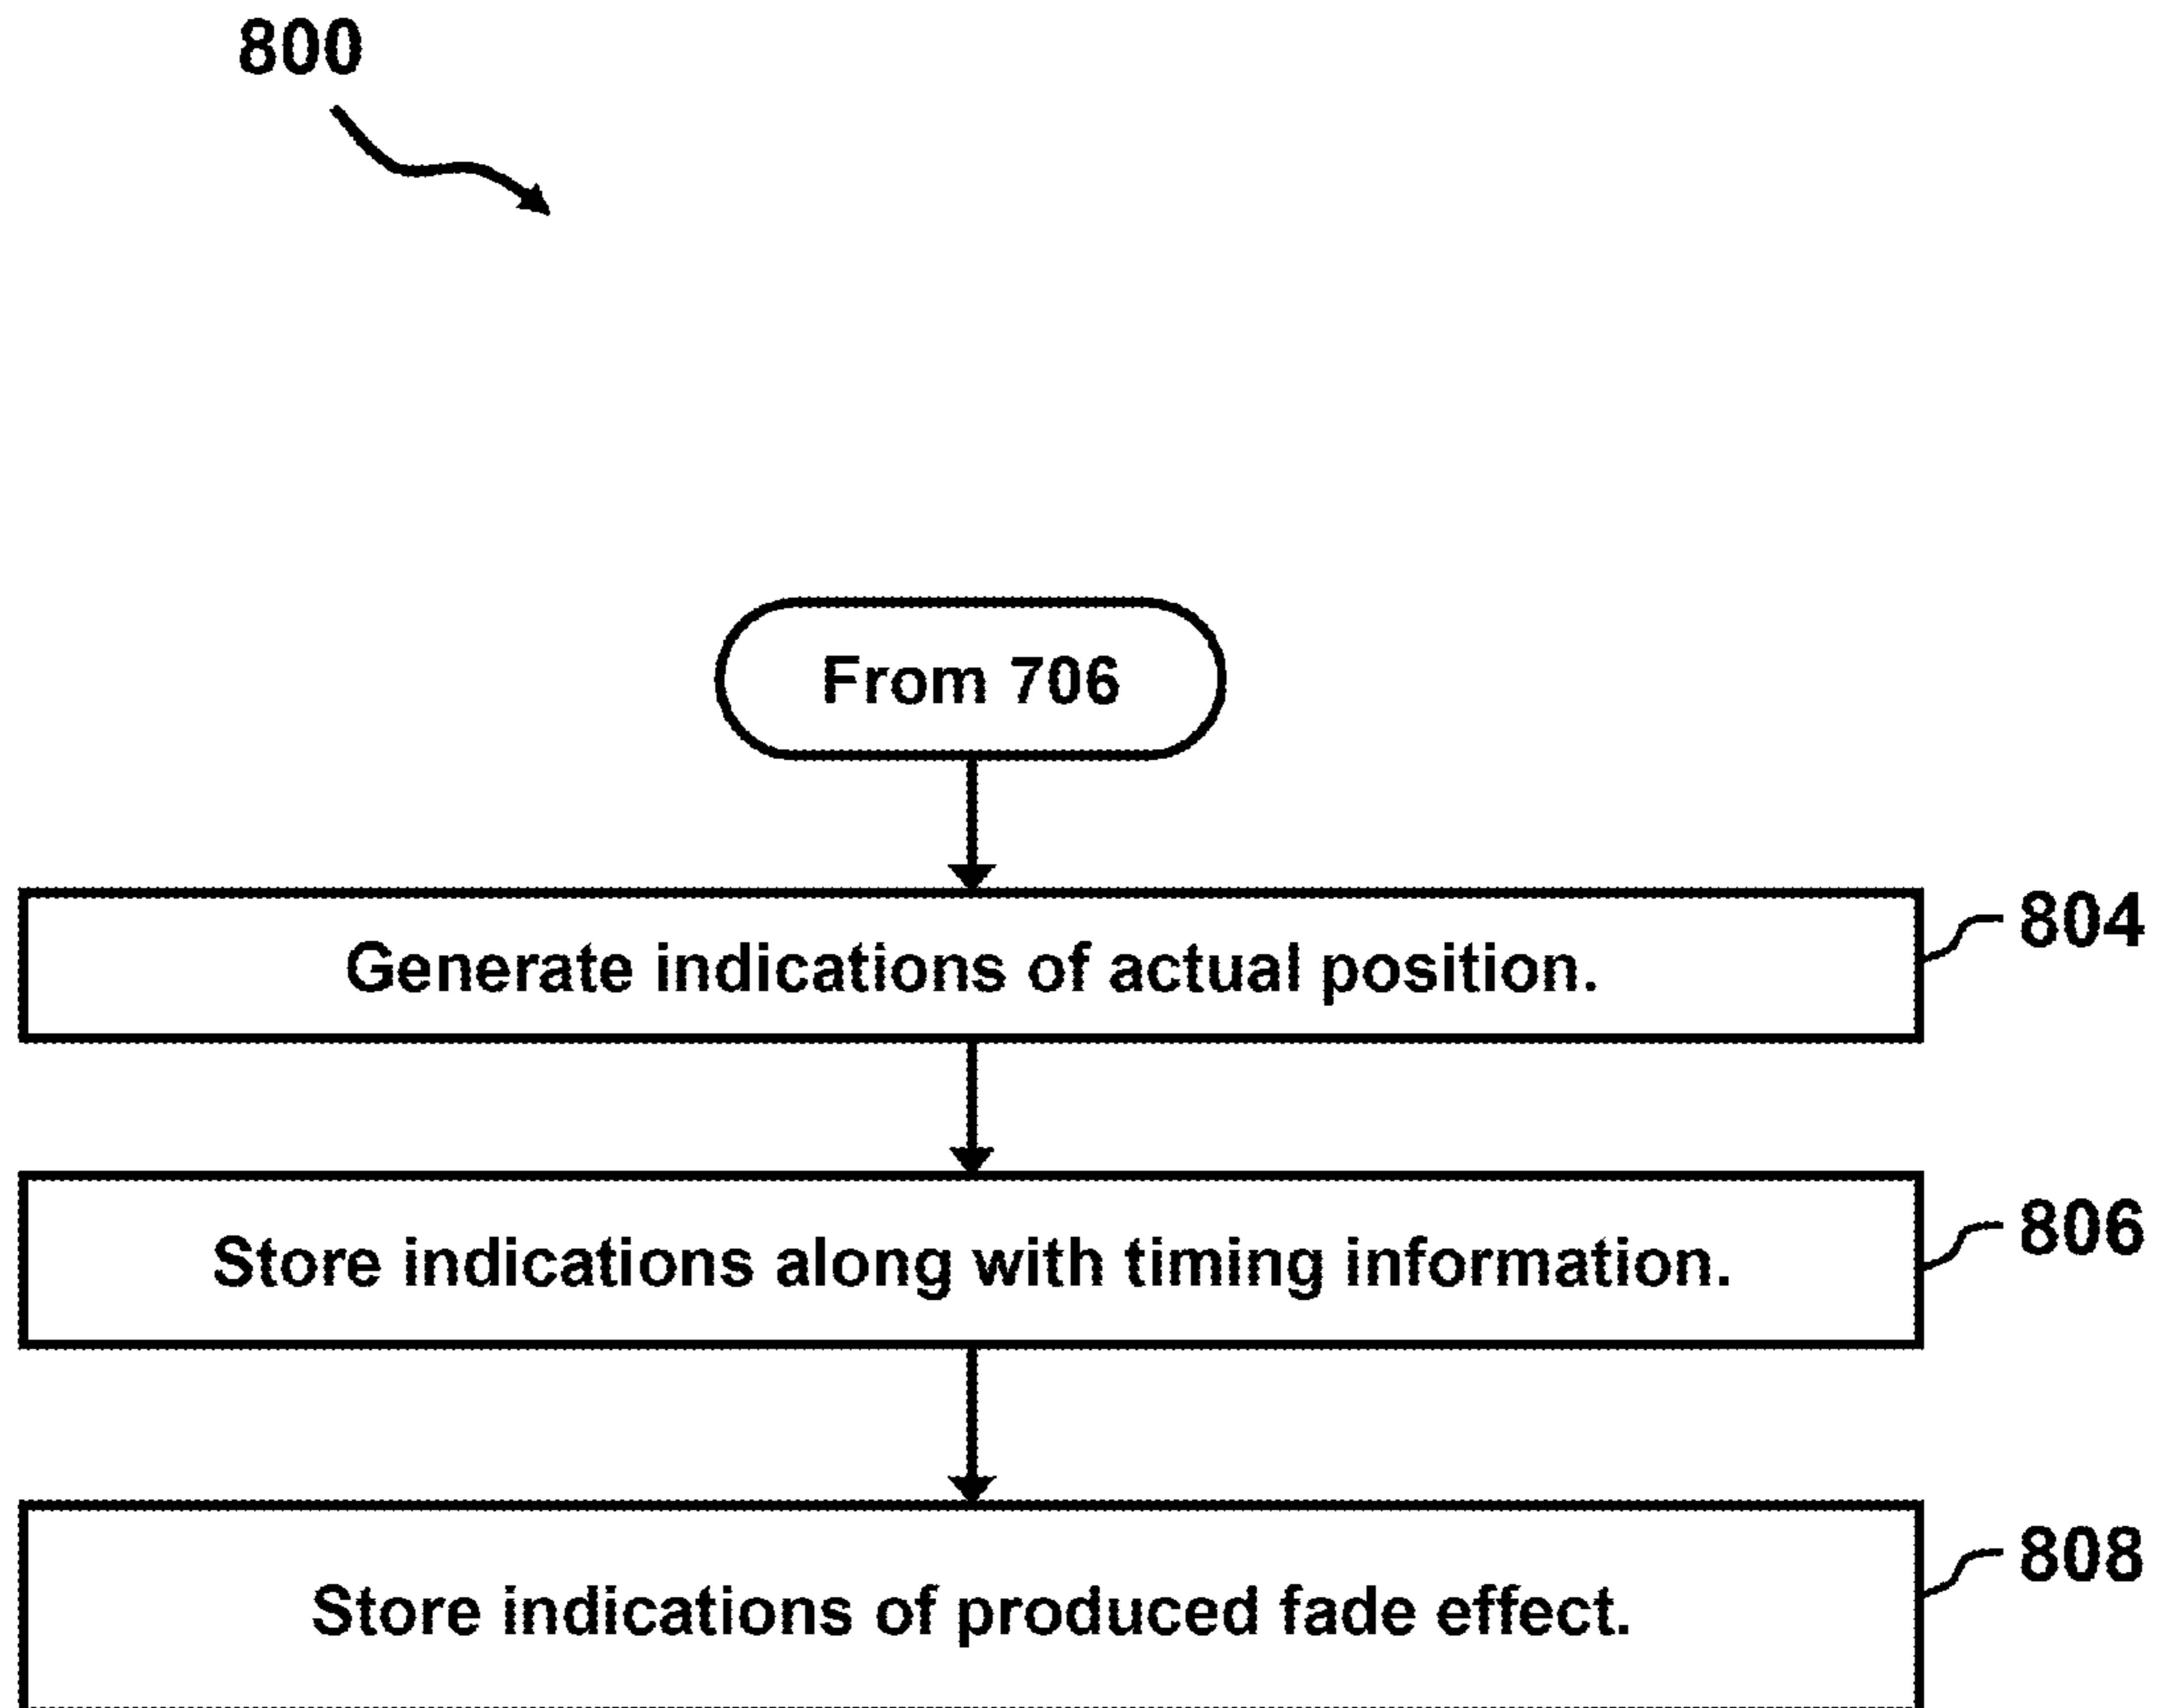 800
From 706
Generate indications of actual position.
804
Store indications along with timing information.
806
Store indications of produced fade effect.
808